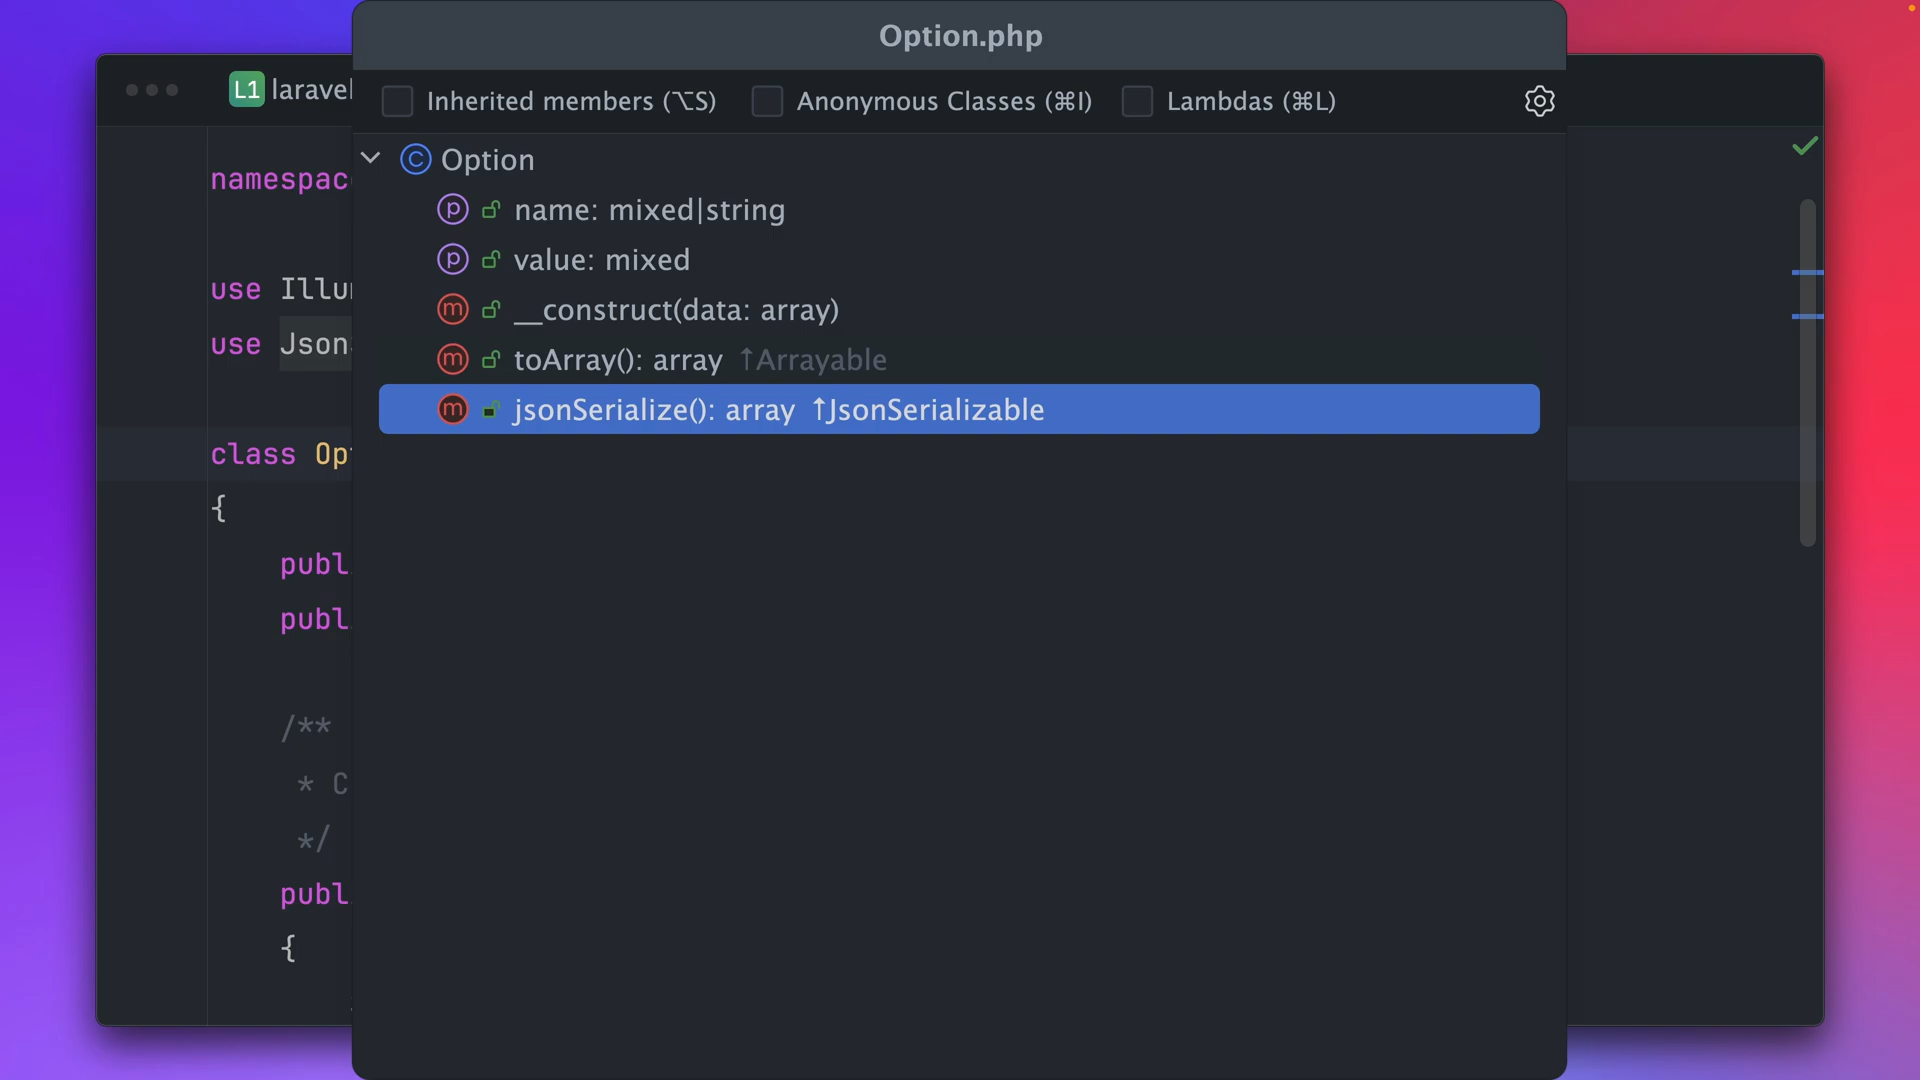 Option.php
L1 laravel
Inherited members (⌥S) Anonymous Classes (⌘I) Lambdas (⌘L)
C Option
p name: mixed|string
p value: mixed
m __construct(data: array)
m toArray(): array ↑Arrayable
m jsonSerialize(): array ↑JsonSerializable
namespac
use Illu
use Json
class Op
{
publ
publ
/**
* C
*/
publ
{